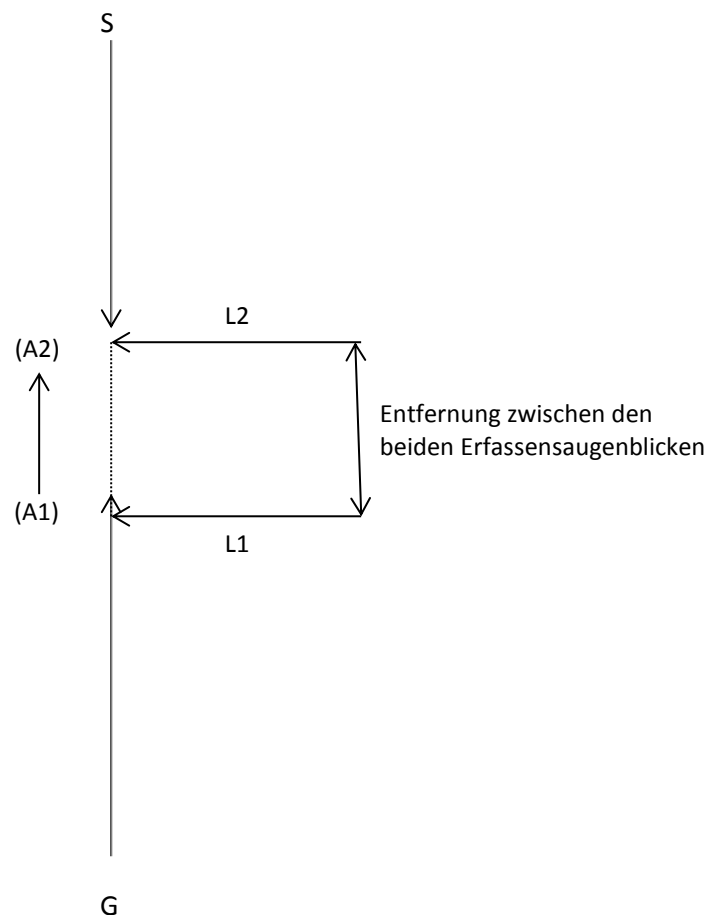 S
L2
(A2)
Entfernung zwischen den
beiden Erfassensaugenblicken
(A1)
L1
G